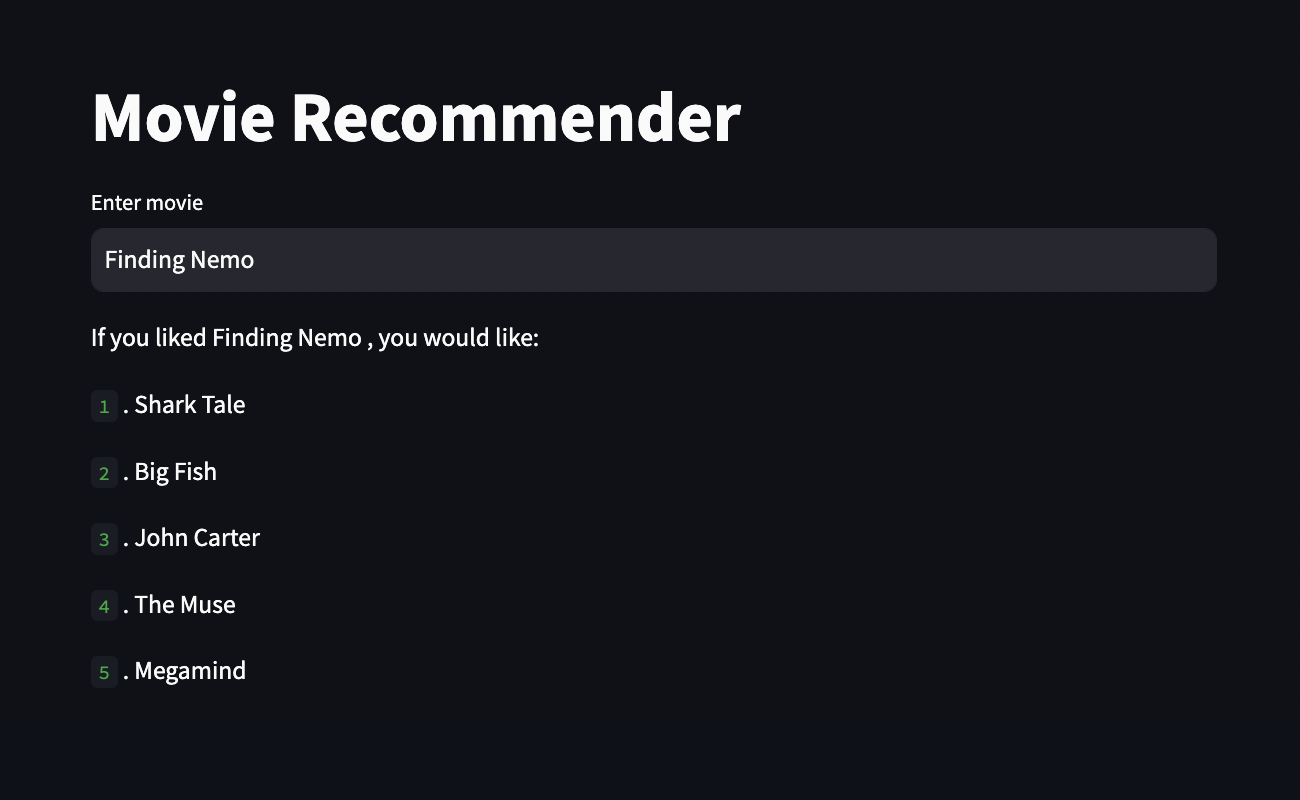 Movie Recommender
Enter movie
Finding Nemo
If you liked Finding Nemo , you would like:
1 . Shark Tale
2 . Big Fish
3 . John Carter
4 . The Muse
5 . Megamind